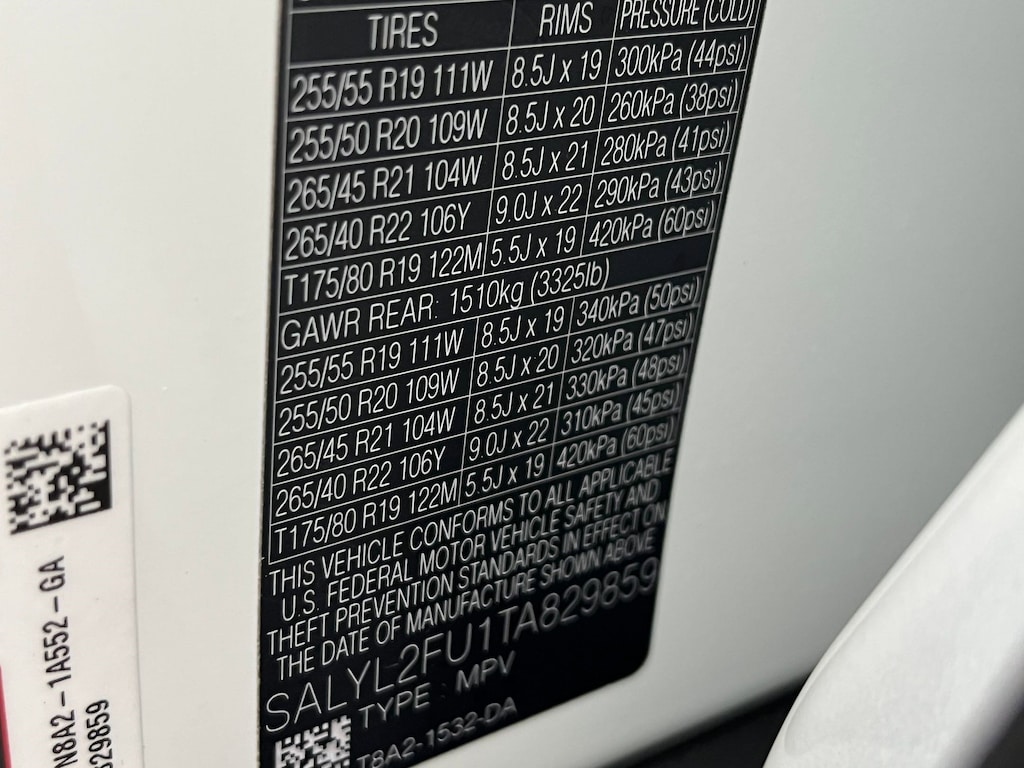 TIRES RIMS PRESSURE (COLD)
255/55 R19 111W 8.5J x 19 300kPa (44psi)
255/50 R20 109W 8.5J x 20 260kPa (38psi)
265/45 R21 104W 8.5J x 21 280kPa (41psi)
265/40 R22 106Y 9.0J x 22 290kPa (43psi)
T175/80 R19 122M 5.5J x 19 420kPa (60psi)
GAWR REAR: 1510kg (3325lb)
255/55 R19 111W 8.5J x 19 340kPa (50psi)
255/50 R20 109W 8.5J x 20 320kPa (47psi)
265/45 R21 104W 8.5J x 21 330kPa (48psi)
265/40 R22 106Y 9.0J x 22 310kPa (45psi)
T175/80 R19 122M 5.5J x 19 420kPa (60psi)
THIS VEHICLE CONFORMS TO ALL APPLICABLE
U.S. FEDERAL MOTOR VEHICLE SAFETY AND
THEFT PREVENTION STANDARDS IN EFFECT ON
THE DATE OF MANUFACTURE SHOWN ABOVE
SALYL2FU1TA829859
TYPE : MPV
T8A2-1532-DA
N8A2-1A552-GA
829859